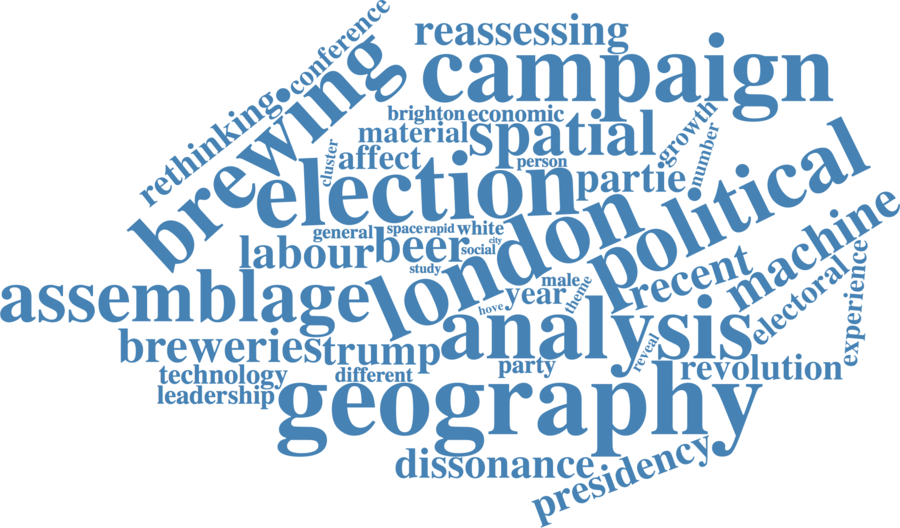 conference
reassessing
campaign
rethinking
brewing
brighton
economic
material
spatial
growth
number
cluster
affect
person
election
partie
political
general
space
rapid
white
city
social
labour
beer
london
study
recent
machine
electoral
experience
assemblage
male
theme
year
hove
analysis
reveal
breweries
trump
party
revolution
technology
different
leadership
geography
dissonance
presidency